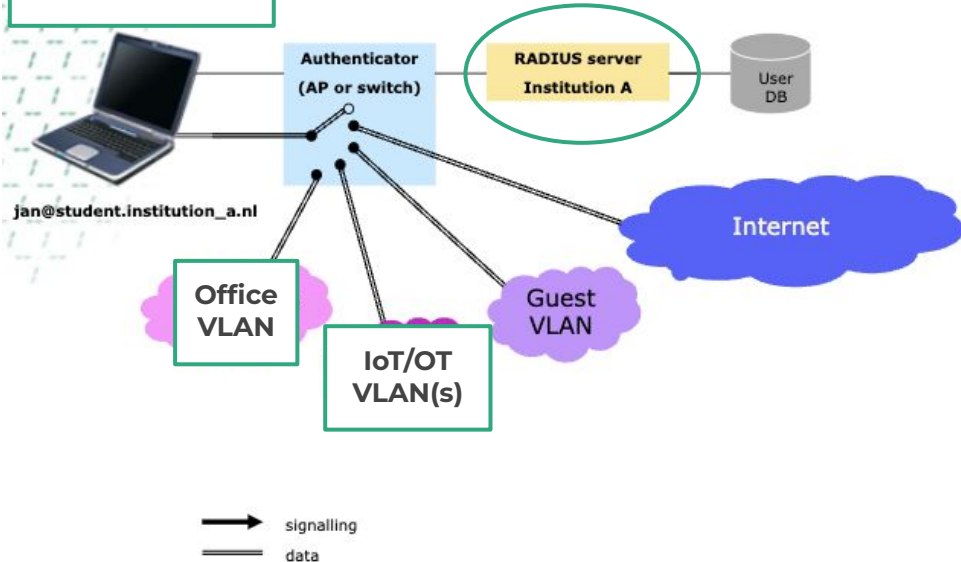 Authenticator
(AP or switch)
RADIUS server
Institution A
User
DB
jan@student.institution_a.nl
Internet
Office
VLAN
Guest
VLAN
IoT/OT
VLAN(s)
signalling
data